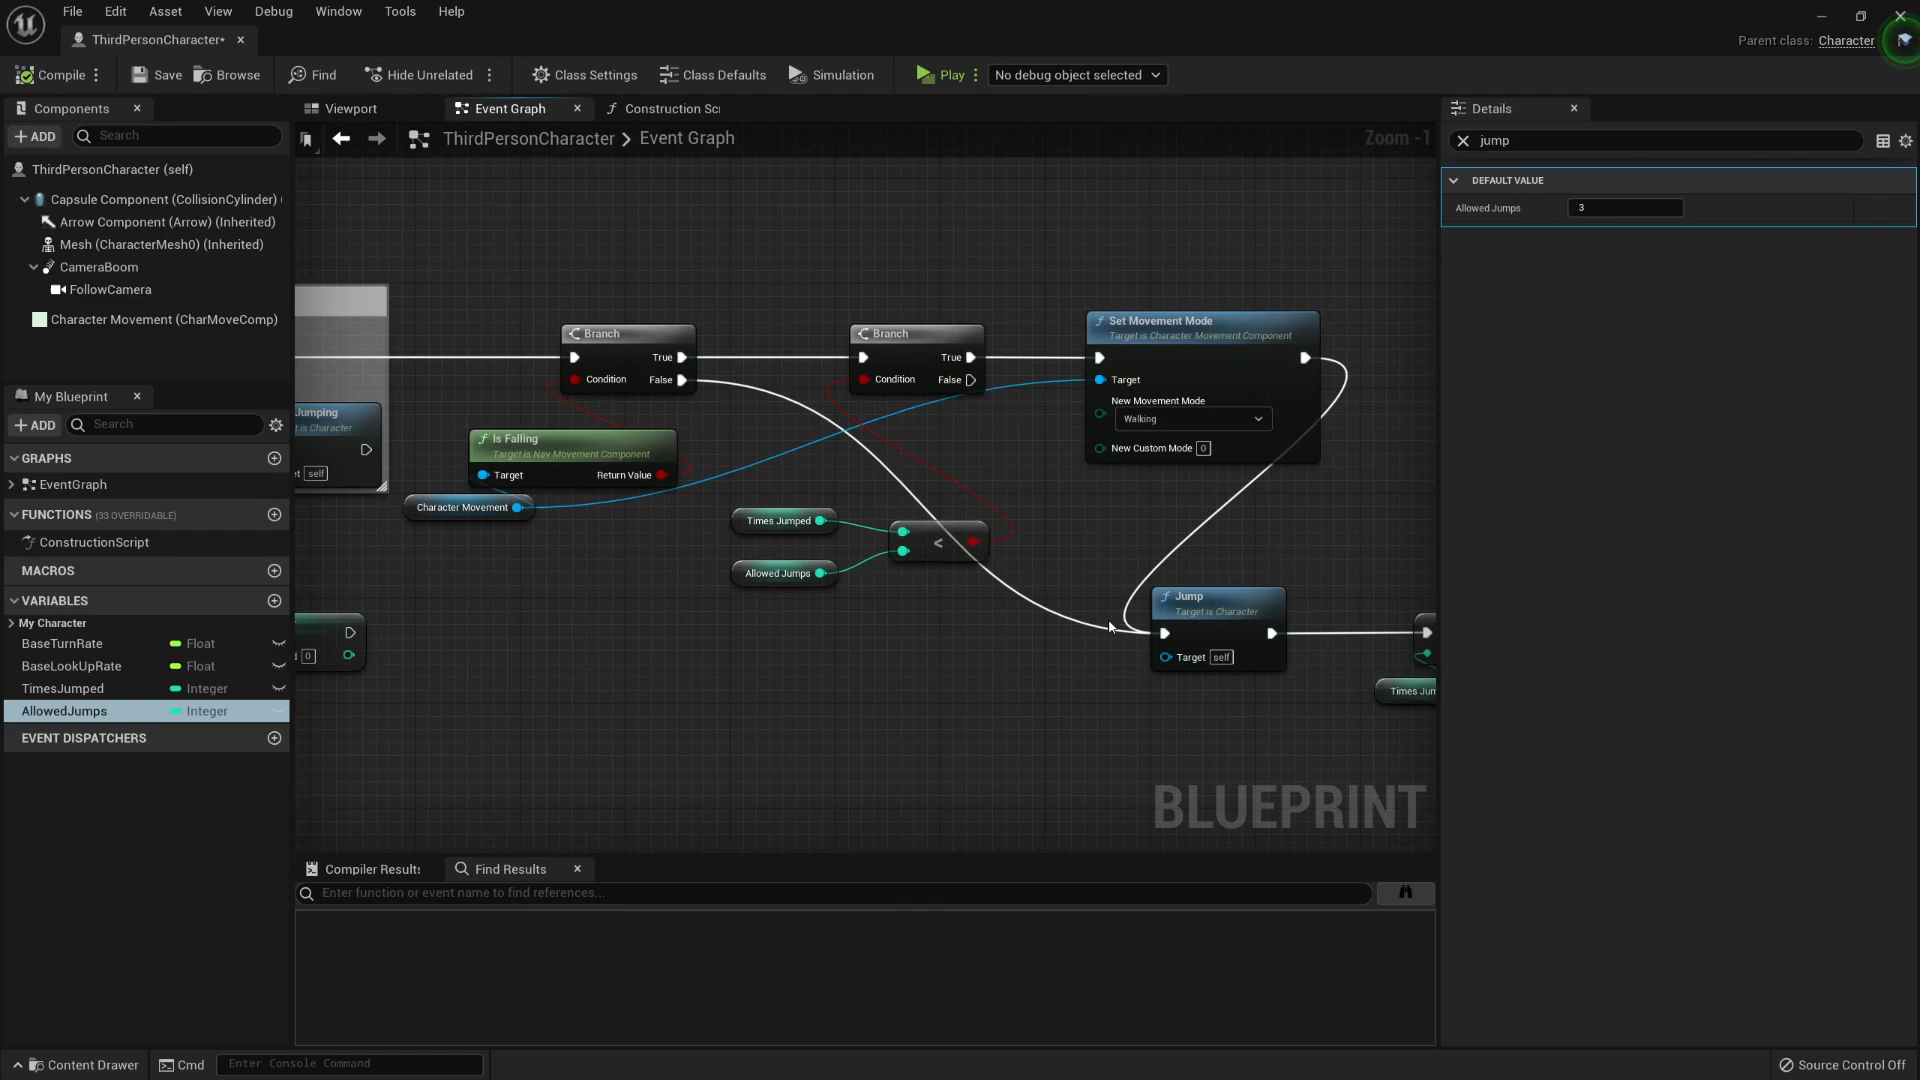 File Edit Asset View Debug Window Tools Help
ThirdPersonCharacter*
Parent class: Character
Compile Save Browse Find Hide Unrelated Class Settings Class Defaults Simulation Play No debug object selected
Components
ADD Search
ThirdPersonCharacter (self)
Capsule Component (CollisionCylinder)
Arrow Component (Arrow) (Inherited)
Mesh (CharacterMesh0) (Inherited)
CameraBoom
FollowCamera
Character Movement (CharMoveComp)
My Blueprint
ADD Search
GRAPHS
EventGraph
FUNCTIONS (33 OVERRIDABLE)
ConstructionScript
MACROS
VARIABLES
My Character
BaseTurnRate Float
BaseLookUpRate Float
TimesJumped Integer
AllowedJumps Integer
EVENT DISPATCHERS
Viewport Event Graph Construction Scr
ThirdPersonCharacter > Event Graph Zoom -1
Jumping
t is Character
et self
d 0
Branch
True
Condition False
Is Falling
Target is Nav Movement Component
Target Return Value
Character Movement
Branch
True
Condition False
Times Jumped
Allowed Jumps
<
Set Movement Mode
Target is Character Movement Component
Target
New Movement Mode
Walking
New Custom Mode 0
Jump
Target is Character
Target self
Times Jum
BLUEPRINT
Compiler Results Find Results
Enter function or event name to find references...
Details
jump
DEFAULT VALUE
Allowed Jumps 3
Content Drawer Cmd Enter Console Command Source Control Off